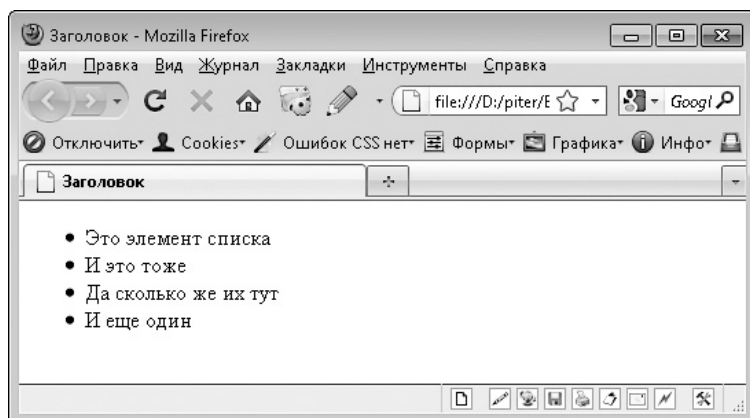 Заголовок - Mozilla Firefox
Файл Правка Вид Журнал Закладки Инструменты Справка
file:///D:/piter/E Googl
Отключить Cookies Ошибок CSS нет Формы Графика Инфо
Заголовок
Это элемент списка
И это тоже
Да сколько же их тут
И еще один